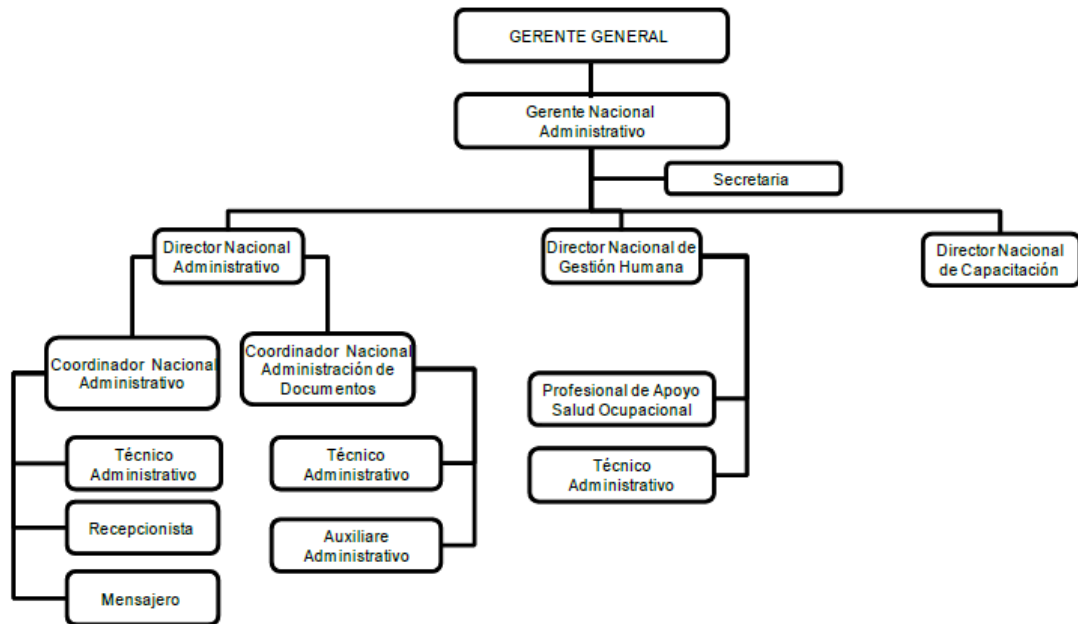 GERENTE GENERAL
Gerente Nacional
Administrativo
Secretaria
Director Nacional
Administrativo
Director Nacional de
Gestión Humana
Director Nacional
de Capacitación
Coordinador Nacional
Administrativo
Coordinador Nacional
Administración de
Documentos
Profesional de Apoyo
Salud Ocupacional
Técnico
Administrativo
Técnico
Administrativo
Técnico
Administrativo
Recepcionista
Auxiliare
Administrativo
Mensajero